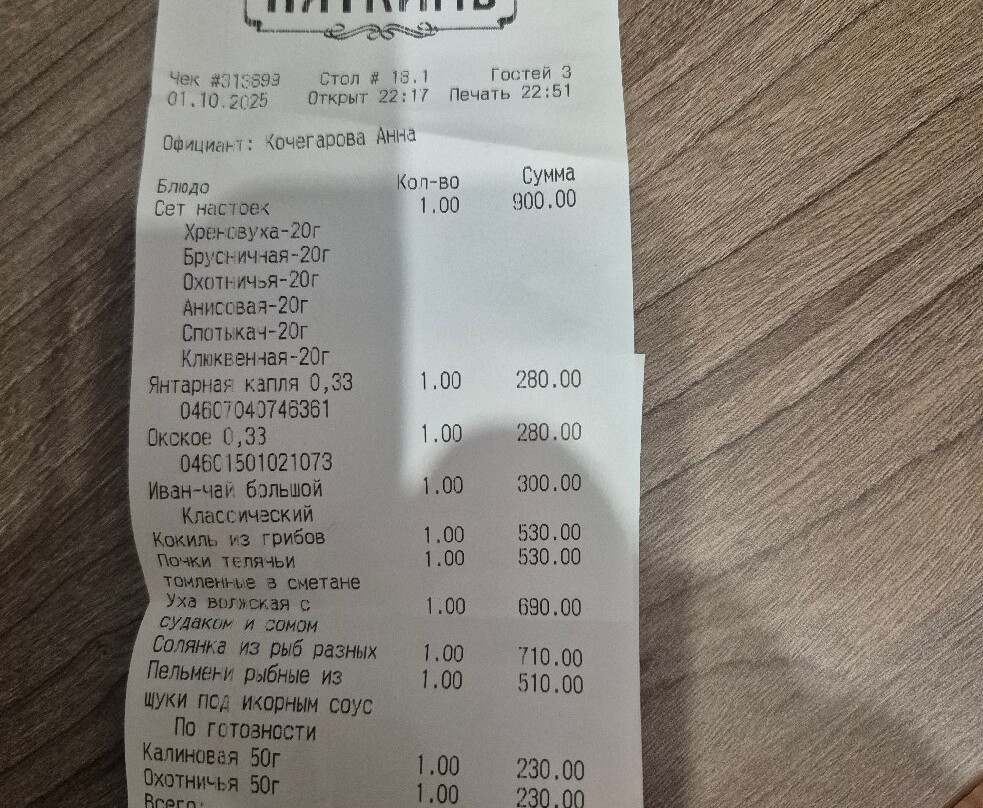 ПЯТКИНЪ
Чек #313899 Стол # 18.1 Гостей 3
01.10.2025 Открыт 22:17 Печать 22:51
Официант: Кочегарова Анна
Блюдо Кол-во Сумма
Сет настоек 1.00 900.00
Хреновуха-20г
Брусничная-20г
Охотничья-20г
Анисовая-20г
Спотыкач-20г
Клюквенная-20г
Янтарная капля 0,33 1.00 280.00
04607040746361
Окское 0,33 1.00 280.00
04601501021073
Иван-чай большой 1.00 300.00
Классический
Кокиль из грибов 1.00 530.00
Почки телячьи 1.00 530.00
томленные в сметане
Уха волжская с 1.00 690.00
судаком и сомом
Солянка из рыб разных 1.00 710.00
Пельмени рыбные из 1.00 510.00
щуки под икорным соус
По готовности
Калиновая 50г 1.00 230.00
Охотничья 50г 1.00 230.00
Всего: